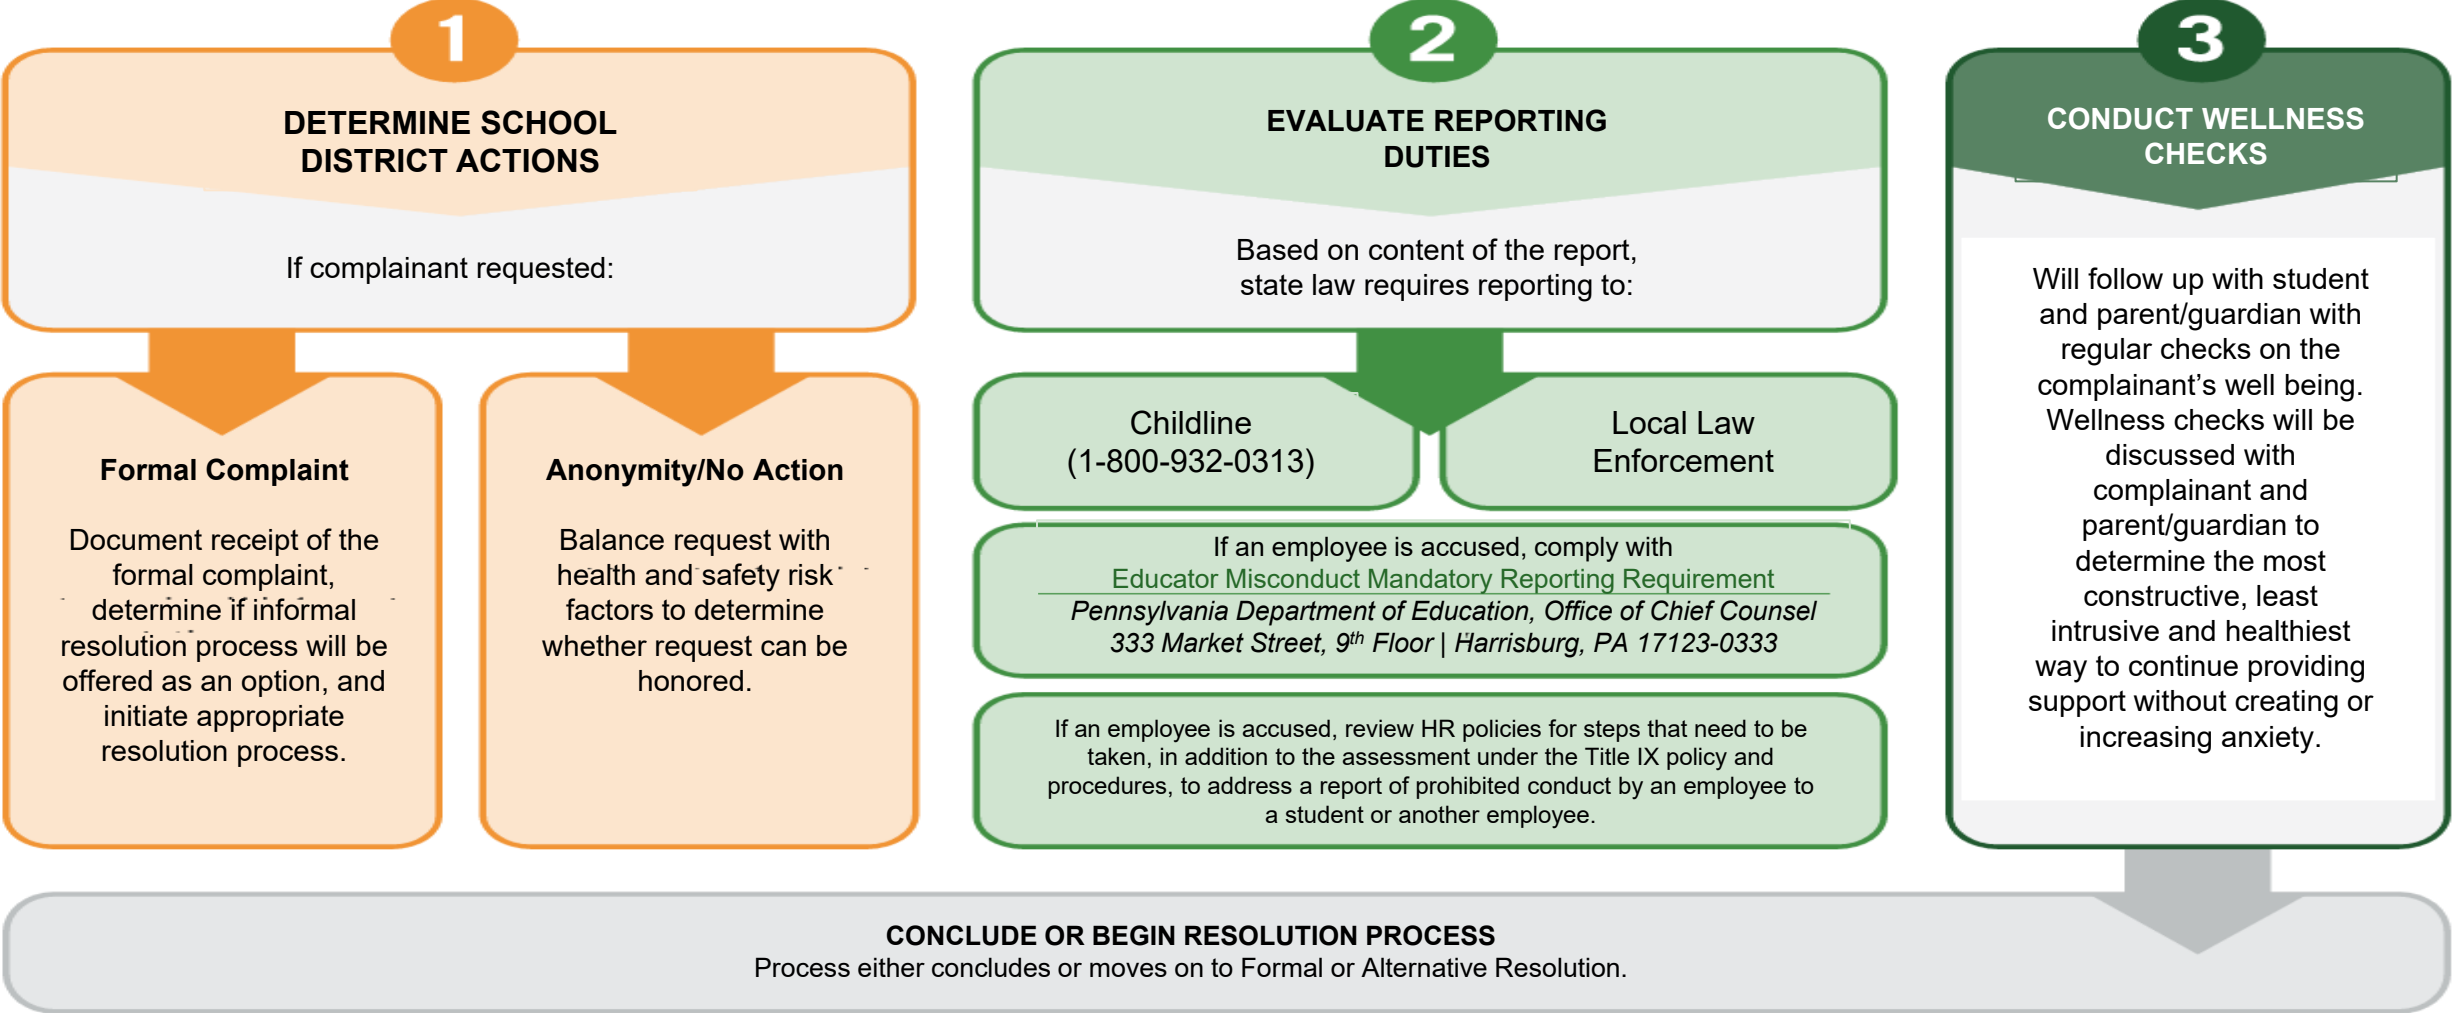 1
DETERMINE SCHOOL
DISTRICT ACTIONS
If complainant requested:
Formal Complaint
Document receipt of the
formal complaint,
determine if informal
resolution process will be
offered as an option, and
initiate appropriate
resolution process.
Anonymity/No Action
Balance request with
health and safety risk
factors to determine
whether request can be
honored.
2
EVALUATE REPORTING
DUTIES
Based on content of the report,
state law requires reporting to:
Childline
(1-800-932-0313)
Local Law
Enforcement
If an employee is accused, comply with
Educator Misconduct Mandatory Reporting Requirement
Pennsylvania Department of Education, Office of Chief Counsel
333 Market Street, 9th Floor | Harrisburg, PA 17123-0333
If an employee is accused, review HR policies for steps that need to be
taken, in addition to the assessment under the Title IX policy and
procedures, to address a report of prohibited conduct by an employee to
a student or another employee.
3
CONDUCT WELLNESS
CHECKS
Will follow up with student
and parent/guardian with
regular checks on the
complainant’s well being.
Wellness checks will be
discussed with
complainant and
parent/guardian to
determine the most
constructive, least
intrusive and healthiest
way to continue providing
support without creating or
increasing anxiety.
CONCLUDE OR BEGIN RESOLUTION PROCESS
Process either concludes or moves on to Formal or Alternative Resolution.